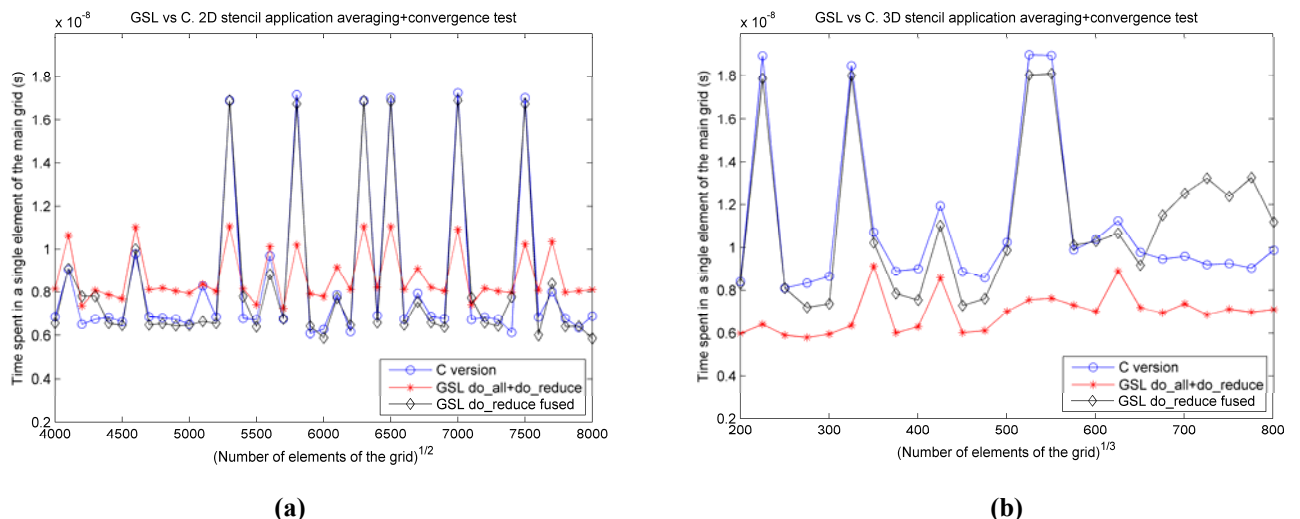 GSL vs C. 2D stencil application averaging+convergence test
x 10-8
Time spent in a single element of the main grid (s)
1.8
1.6
1.4
1.2
1
0.8
0.6
0.4
0.2
4000 4500 5000 5500 6000 6500 7000 7500 8000
(Number of elements of the grid)1/2
C version
GSL do_all+do_reduce
GSL do_reduce fused
(a)
GSL vs C. 3D stencil application averaging+convergence test
x 10-8
Time spent in a single element of the main grid (s)
1.8
1.6
1.4
1.2
1
0.8
0.6
0.4
0.2
200 300 400 500 600 700 800
(Number of elements of the grid)1/3
C version
GSL do_all+do_reduce
GSL do_reduce fused
(b)